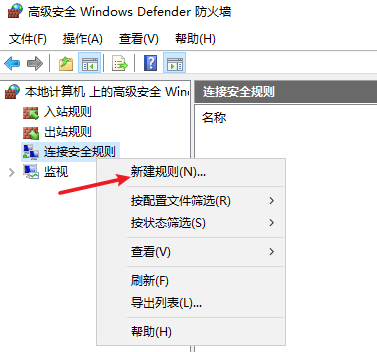 高级安全 Windows Defender 防火墙
文件(F) 操作(A) 查看(V) 帮助(H)
本地计算机 上的高级安全 Win
入站规则
出站规则
连接安全规则
监视
连接安全规则
名称
新建规则(N)...
按配置文件筛选(R)
按状态筛选(S)
查看(V)
刷新(F)
导出列表(L)...
帮助(H)